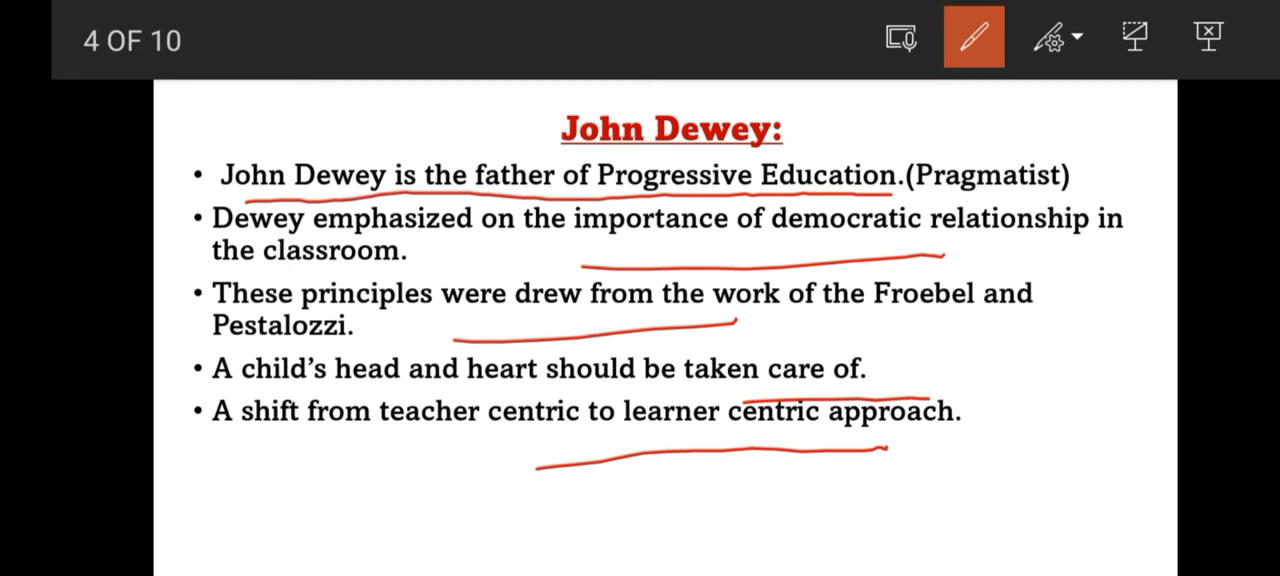 4 OF 10
John Dewey:
• John Dewey is the father of Progressive Education.(Pragmatist)
• Dewey emphasized on the importance of democratic relationship in
the classroom.
• These principles were drew from the work of the Froebel and
Pestalozzi.
• A child’s head and heart should be taken care of.
• A shift from teacher centric to learner centric approach.